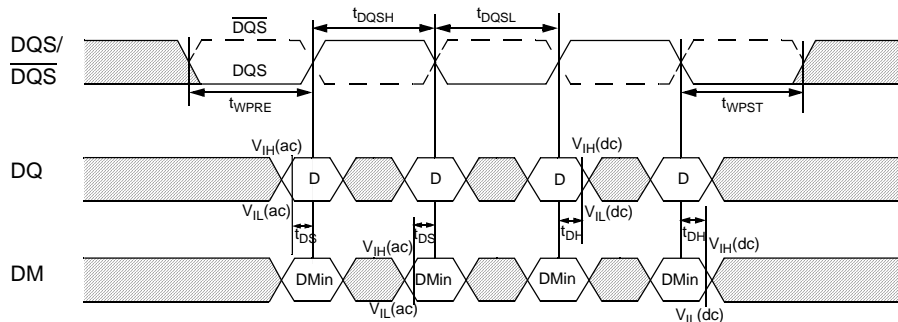 tDQSH
tDQSL
DQS
DQS/
DQS
DQS
tWPRE
tWPST
VIH(ac)
VIH(dc)
DQ
D
D
D
D
VIL(ac)
VIL(dc)
tDS
tDS
tDH
tDH
VIH(ac)
VIH(dc)
DM
DMin
DMin
DMin
DMin
VIL(ac)
VIL(dc)